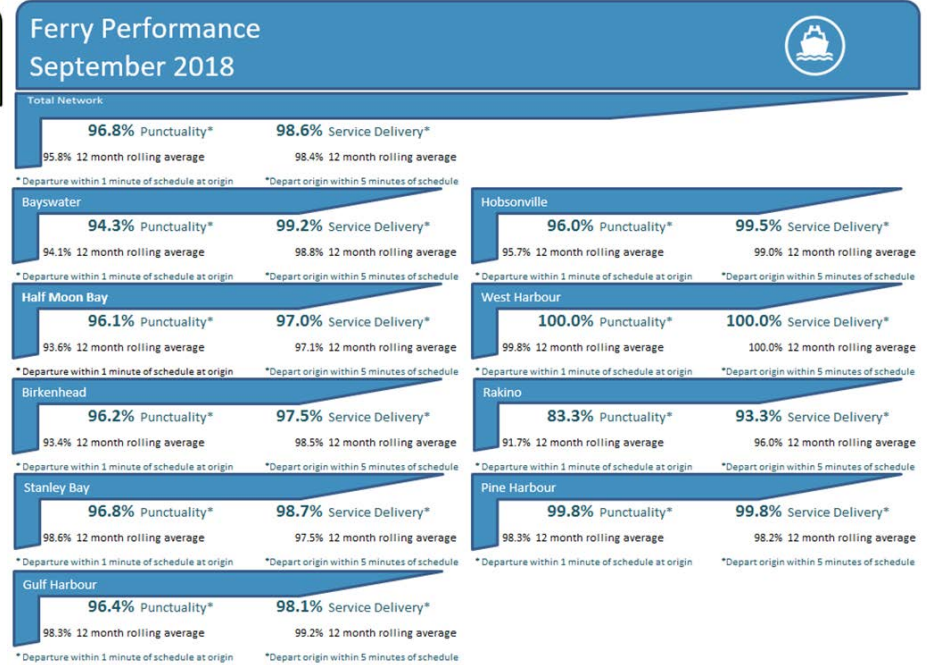 Ferry Performance
September 2018
Total Network
96.8% Punctuality* 98.6% Service Delivery*
95.8% 12 month rolling average 98.4% 12 month rolling average
* Departure within 1 minute of schedule at origin *Depart origin within 5 minutes of schedule
Bayswater
94.3% Punctuality* 99.2% Service Delivery*
94.1% 12 month rolling average 98.8% 12 month rolling average
* Departure within 1 minute of schedule at origin *Depart origin within 5 minutes of schedule
Hobsonville
96.0% Punctuality* 99.5% Service Delivery*
95.7% 12 month rolling average 99.0% 12 month rolling average
* Departure within 1 minute of schedule at origin *Depart origin within 5 minutes of schedule
Half Moon Bay
96.1% Punctuality* 97.0% Service Delivery*
93.6% 12 month rolling average 97.1% 12 month rolling average
* Departure within 1 minute of schedule at origin *Depart origin within 5 minutes of schedule
West Harbour
100.0% Punctuality* 100.0% Service Delivery*
99.8% 12 month rolling average 100.0% 12 month rolling average
* Departure within 1 minute of schedule at origin *Depart origin within 5 minutes of schedule
Birkenhead
96.2% Punctuality* 97.5% Service Delivery*
93.4% 12 month rolling average 98.5% 12 month rolling average
* Departure within 1 minute of schedule at origin *Depart origin within 5 minutes of schedule
Rakino
83.3% Punctuality* 93.3% Service Delivery*
91.7% 12 month rolling average 96.0% 12 month rolling average
* Departure within 1 minute of schedule at origin *Depart origin within 5 minutes of schedule
Stanley Bay
96.8% Punctuality* 98.7% Service Delivery*
98.6% 12 month rolling average 97.5% 12 month rolling average
* Departure within 1 minute of schedule at origin *Depart origin within 5 minutes of schedule
Pine Harbour
99.8% Punctuality* 99.8% Service Delivery*
98.3% 12 month rolling average 98.2% 12 month rolling average
* Departure within 1 minute of schedule at origin *Depart origin within 5 minutes of schedule
Gulf Harbour
96.4% Punctuality* 98.1% Service Delivery*
98.3% 12 month rolling average 99.2% 12 month rolling average
* Departure within 1 minute of schedule at origin *Depart origin within 5 minutes of schedule